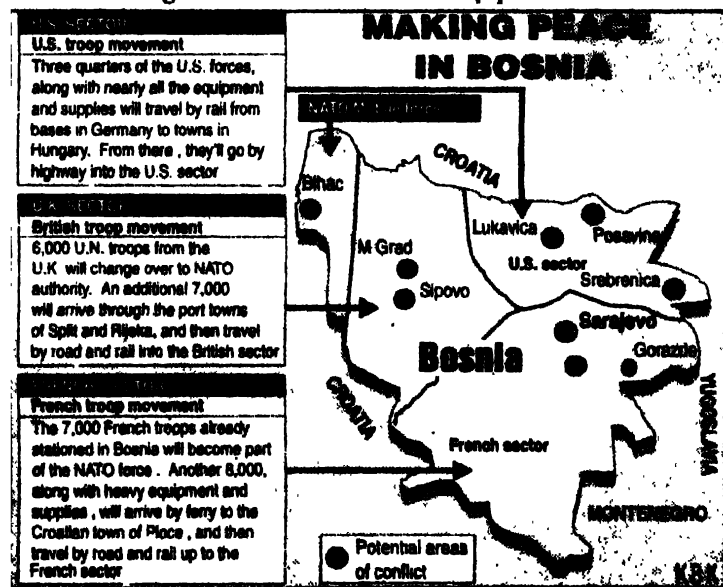 MAKING PEACE
IN BOSNIA
U.S. SECTOR
U.S. troop movement
Three quarters of the U.S. forces,
along with nearly all the equipment
and supplies will travel by rail from
bases in Germany to towns in
Hungary. From there , they'll go by
highway into the U.S. sector
U.K. SECTOR
British troop movement
6,000 U.N. troops from the
U.K will change over to NATO
authority. An additional 7,000
will arrive through the port towns
of Split and Rijeka, and then travel
by road and rail into the British sector
French troop movement
The 7,000 French troops already
stationed in Bosnia will become part
of the NATO force . Another 8,000,
along with heavy equipment and
supplies , will arrive by ferry to the
Croatian town of Ploce , and then
travel by road and rail up to the
French sector
NATO
CROATIA
Bihac
Lukavica
Posavina
M Grad
U.S. sector
Sipovo
Srebrenica
Sarajevo
Bosnia
Gorazde
CROATIA
YUGOSLAVIA
French sector
MONTENEGRO
Potential areas
of conflict
KBK